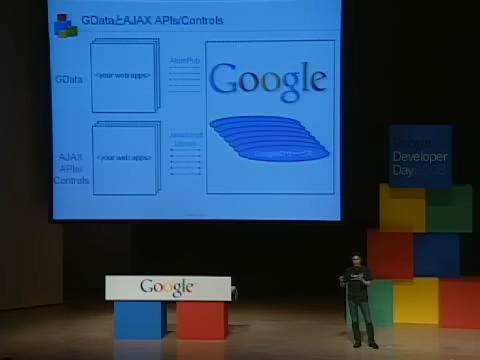 GDataとAJAX APIs/Controls
GData
<your web apps>
AtomPub
Google
AJAX
APIs/
Controls
<your web apps>
JavaScript
Library
Developer
Day
Google